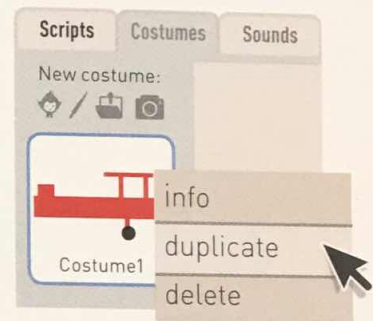 Scripts Costumes Sounds
New costume:
info
duplicate
Costume1
delete